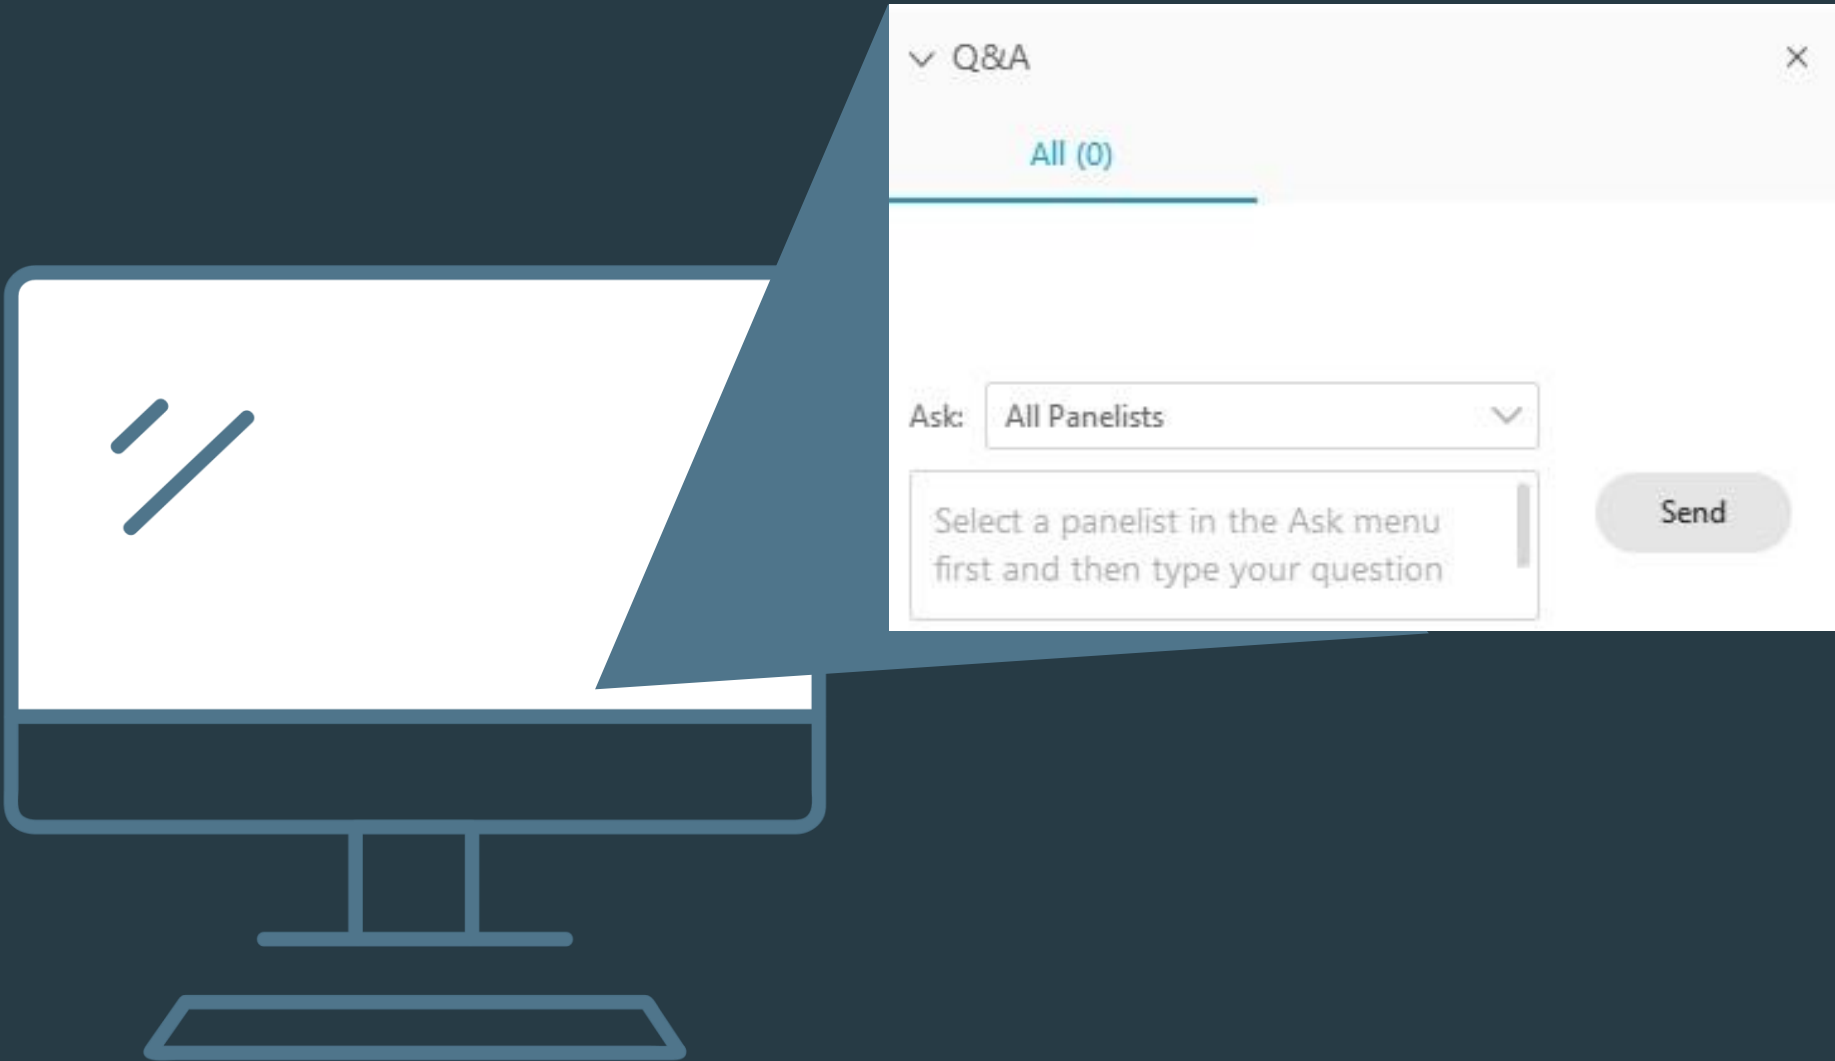 Q&A
All (0)
Ask: All Panelists
Select a panelist in the Ask menu
first and then type your question
Send